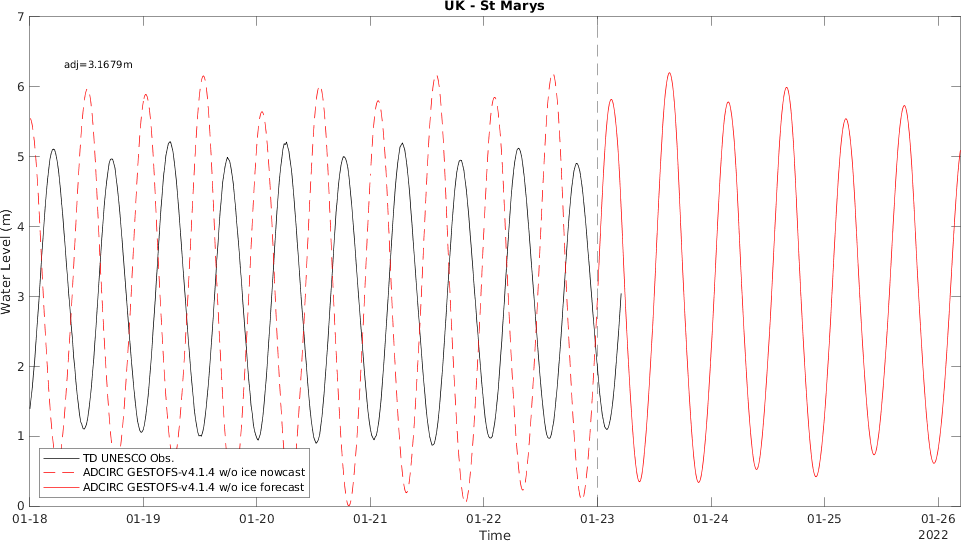 UK - St Marys
7
6
5
4
3
2
1
0
Water Level (m)
adj=3.1679m
TD UNESCO Obs.
ADCIRC GESTOFS-v4.1.4 w/o ice nowcast
ADCIRC GESTOFS-v4.1.4 w/o ice forecast
01-18 01-19 01-20 01-21 01-22 01-23 01-24 01-25 01-26
Time 2022